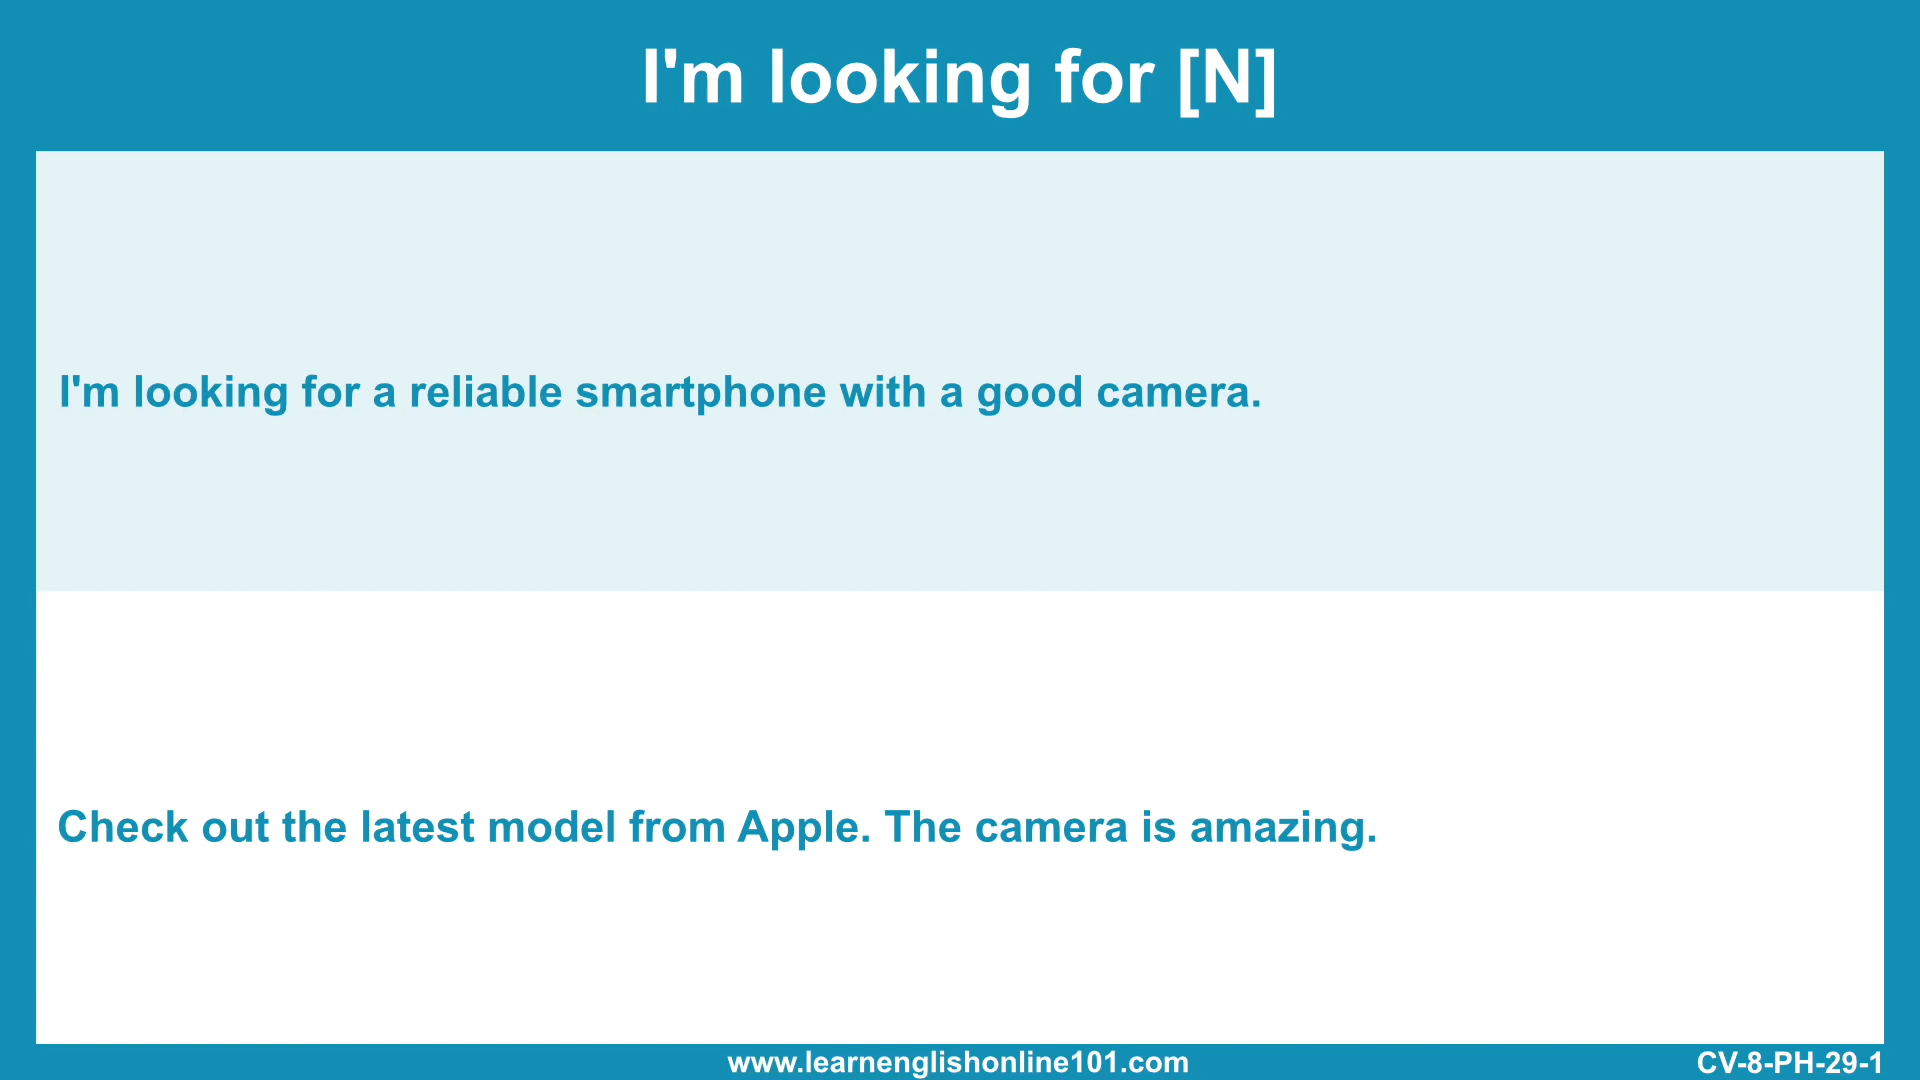 I'm looking for [N]
I'm looking for a reliable smartphone with a good camera.
Check out the latest model from Apple. The camera is amazing.
www.learnenglishonline101.com
CV-8-PH-29-1